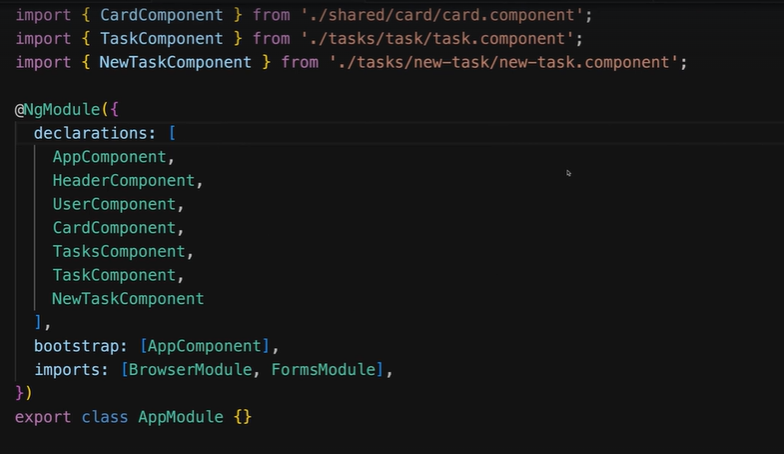 import { CardComponent } from './shared/card/card.component';
import { TaskComponent } from './tasks/task/task.component';
import { NewTaskComponent } from './tasks/new-task/new-task.component';
@NgModule({
declarations: [
AppComponent,
HeaderComponent,
UserComponent,
CardComponent,
TasksComponent,
TaskComponent,
NewTaskComponent
],
bootstrap: [AppComponent],
imports: [BrowserModule, FormsModule],
})
export class AppModule {}